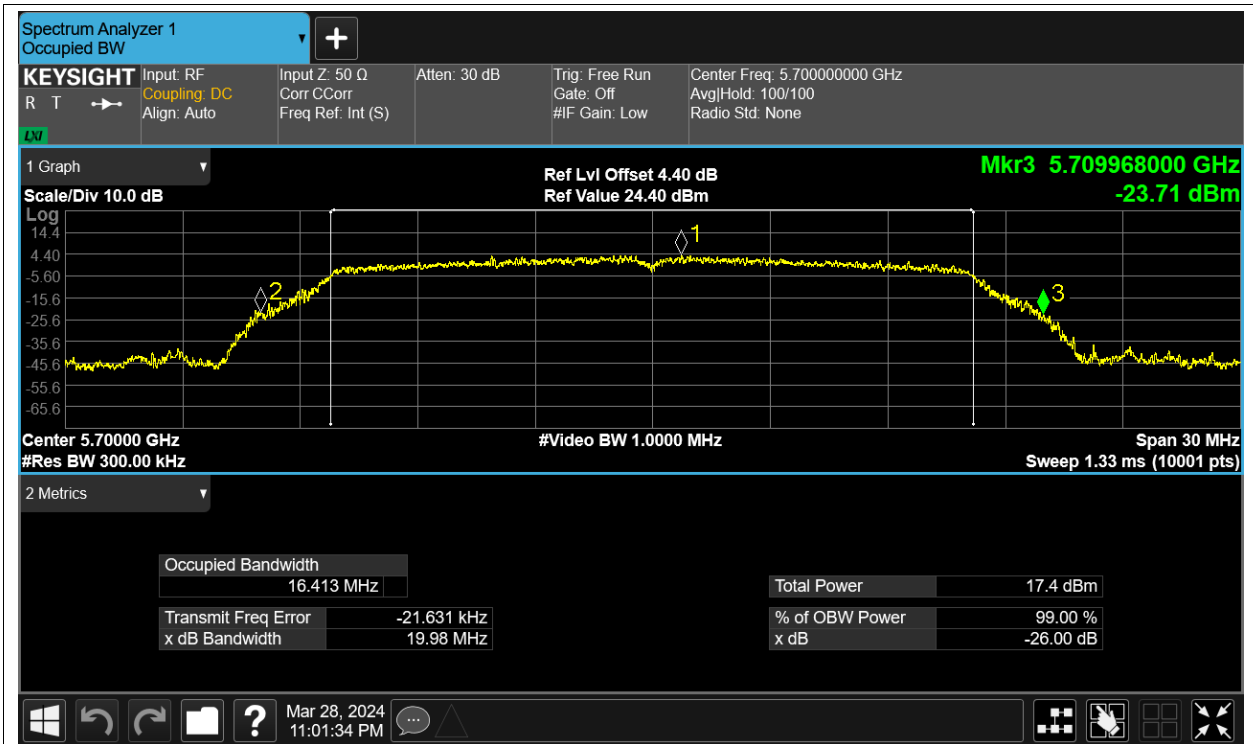 Spectrum Analyzer 1
Occupied BW
KEYSIGHT
R T
LXI
Input: RF
Coupling: DC
Align: Auto
Input Z: 50 Ω
Corr CCorr
Freq Ref: Int (S)
Atten: 30 dB
Trig: Free Run
Gate: Off
#IF Gain: Low
Center Freq: 5.700000000 GHz
Avg|Hold: 100/100
Radio Std: None
1 Graph
Scale/Div 10.0 dB
Ref Lvl Offset 4.40 dB
Ref Value 24.40 dBm
Mkr3 5.709968000 GHz
-23.71 dBm
Log
14.4
4.40
-5.60
-15.6
-25.6
-35.6
-45.6
-55.6
-65.6
1
2
3
Center 5.70000 GHz
#Res BW 300.00 kHz
#Video BW 1.0000 MHz
Span 30 MHz
Sweep 1.33 ms (10001 pts)
2 Metrics
Occupied Bandwidth
16.413 MHz
Transmit Freq Error -21.631 kHz
x dB Bandwidth 19.98 MHz
Total Power 17.4 dBm
% of OBW Power 99.00 %
x dB -26.00 dB
?
Mar 28, 2024
11:01:34 PM